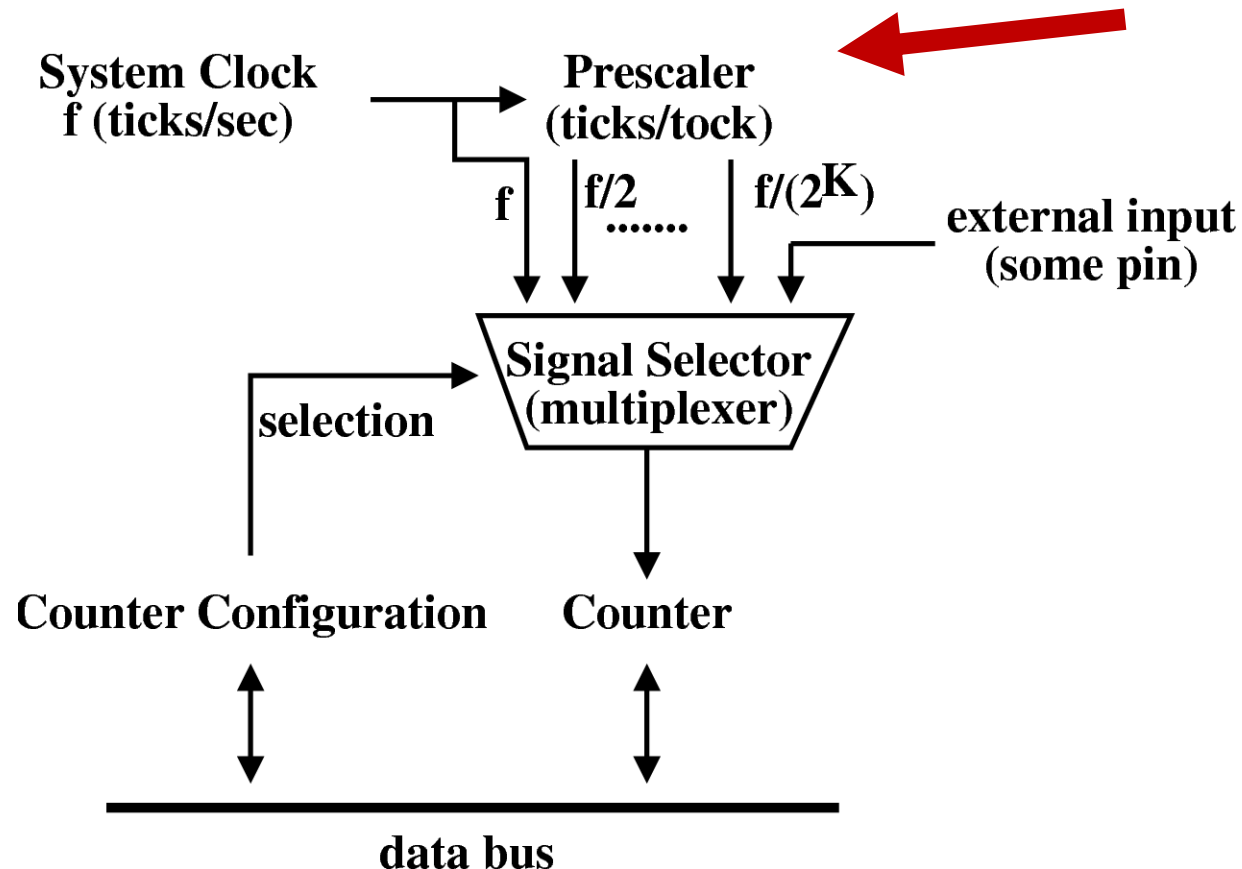 System Clock
f (ticks/sec)
Prescaler
(ticks/tock)
f
f/2
.......
f/(2^K)
external input
(some pin)
Signal Selector
(multiplexer)
selection
Counter Configuration
Counter
data bus